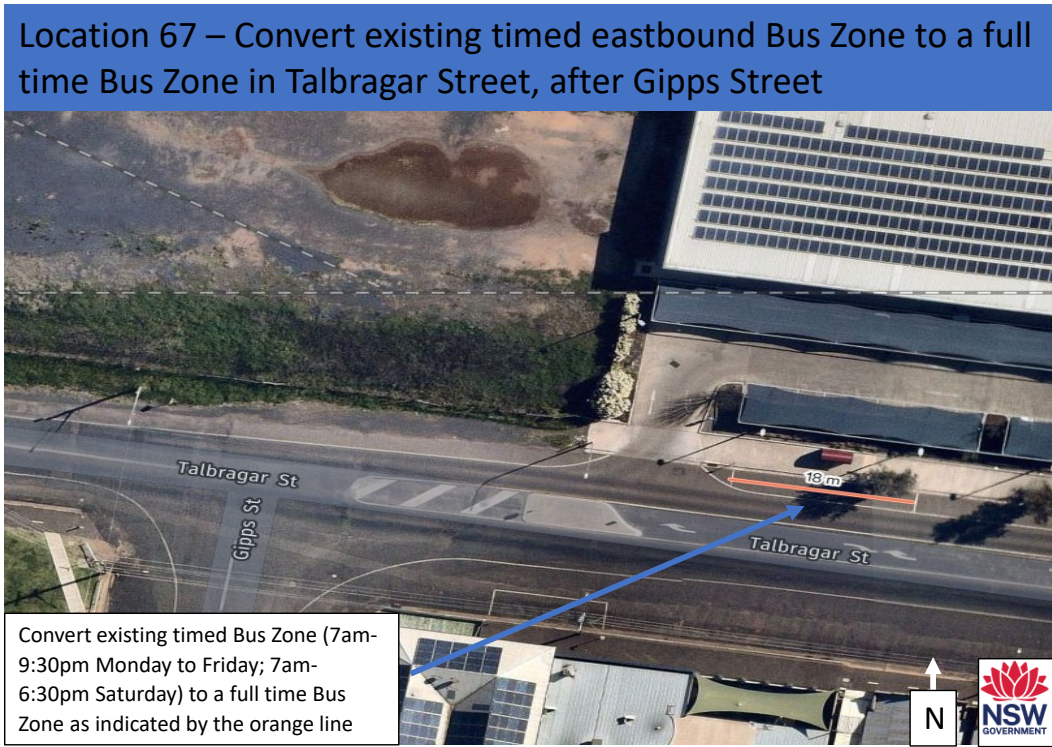 Location 67 – Convert existing timed eastbound Bus Zone to a full
time Bus Zone in Talbragar Street, after Gipps Street
18 m
Talbragar St
Gipps St
Talbragar St
Convert existing timed Bus Zone (7am-
9:30pm Monday to Friday; 7am-
6:30pm Saturday) to a full time Bus
Zone as indicated by the orange line
N
NSW
GOVERNMENT